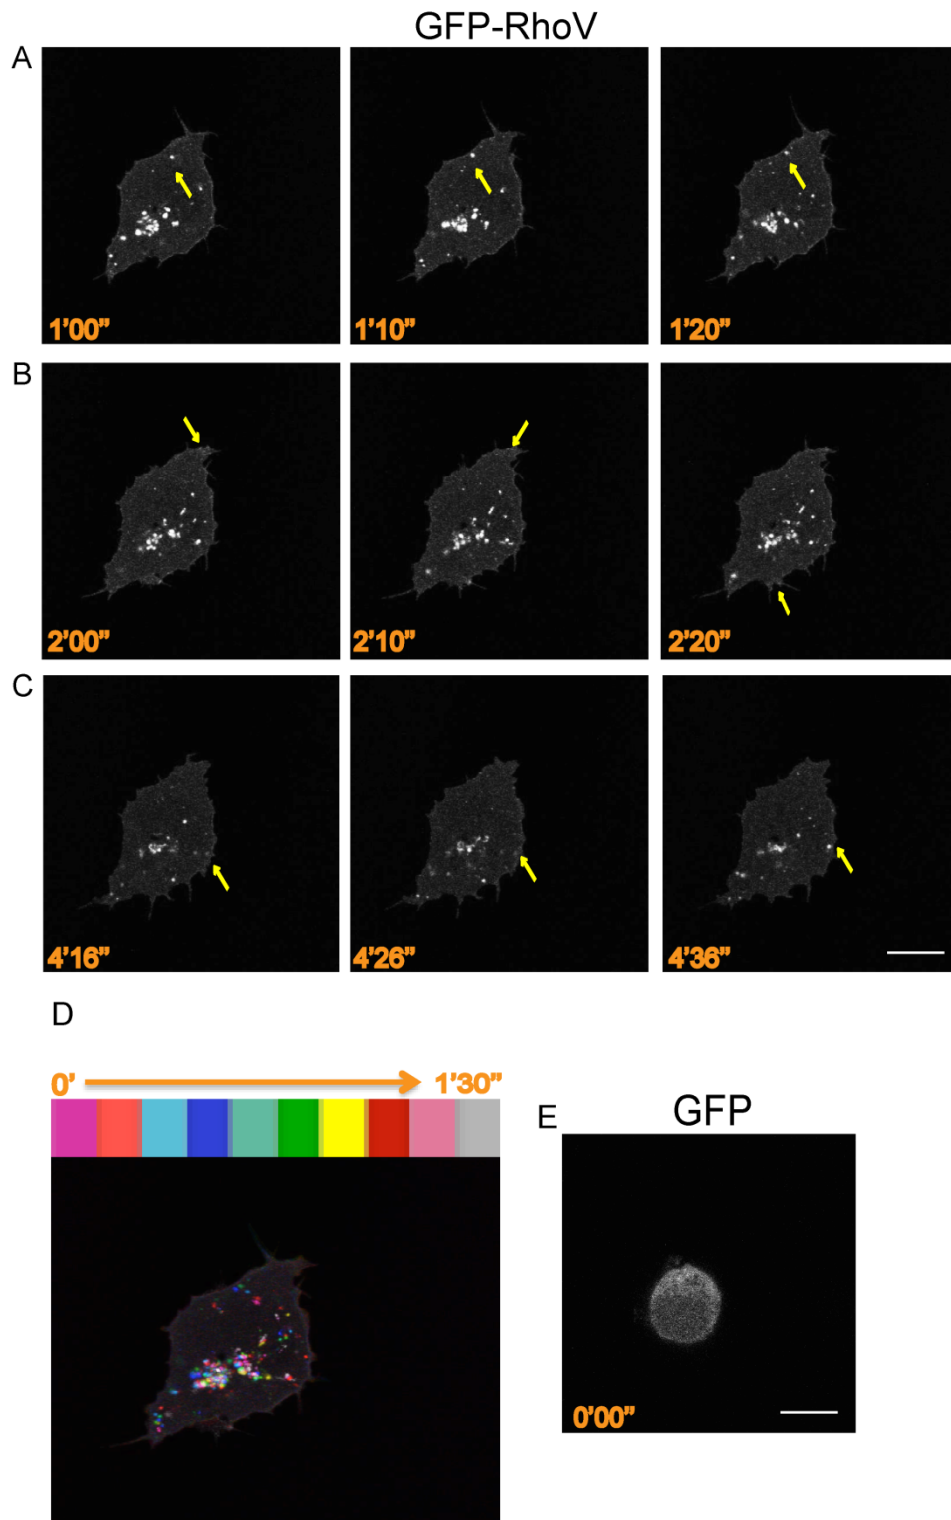 GFP-RhoV
A
1’00” 1’10” 1’20”
B
2’00” 2’10” 2’20”
C
4’16” 4’26” 4’36”
D
0’ 1’30”
E GFP
0’00”